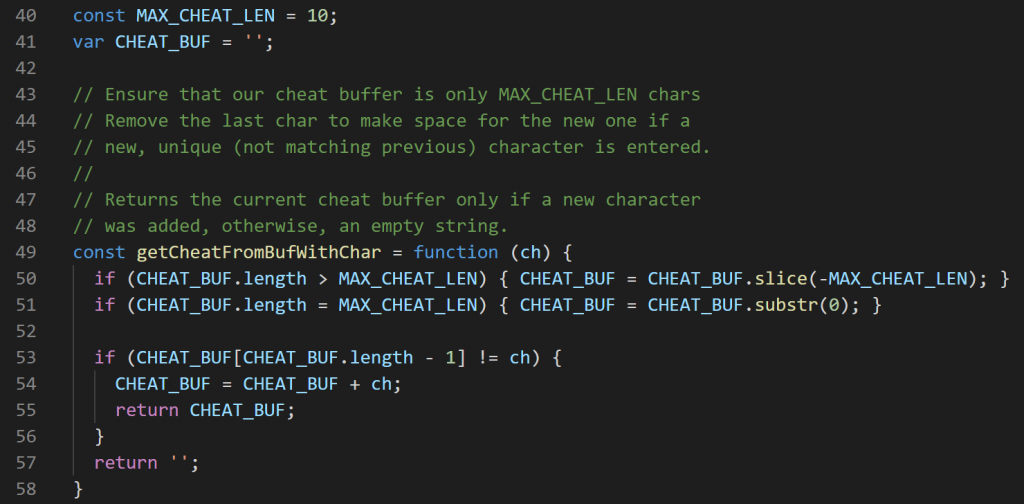 40 const MAX_CHEAT_LEN = 10;
41 var CHEAT_BUF = '';
42
43 // Ensure that our cheat buffer is only MAX_CHEAT_LEN chars
44 // Remove the last char to make space for the new one if a
45 // new, unique (not matching previous) character is entered.
46 //
47 // Returns the current cheat buffer only if a new character
48 // was added, otherwise, an empty string.
49 const getCheatFromBufWithChar = function (ch) {
50   if (CHEAT_BUF.length > MAX_CHEAT_LEN) { CHEAT_BUF = CHEAT_BUF.slice(-MAX_CHEAT_LEN); }
51   if (CHEAT_BUF.length = MAX_CHEAT_LEN) { CHEAT_BUF = CHEAT_BUF.substr(0); }
52
53   if (CHEAT_BUF[CHEAT_BUF.length - 1] != ch) {
54     CHEAT_BUF = CHEAT_BUF + ch;
55     return CHEAT_BUF;
56   }
57   return '';
58 }